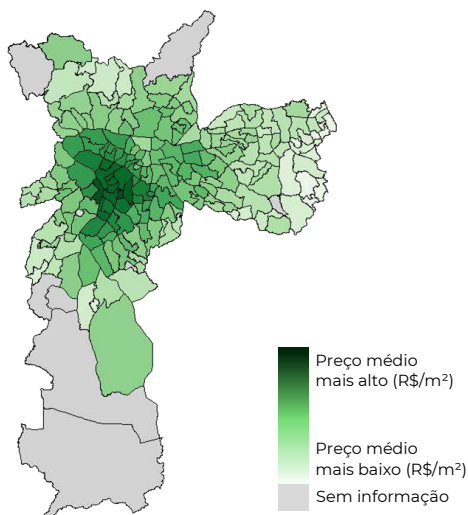 Preço médio
mais alto (R$/m²)
Preço médio
mais baixo (R$/m²)
Sem informação